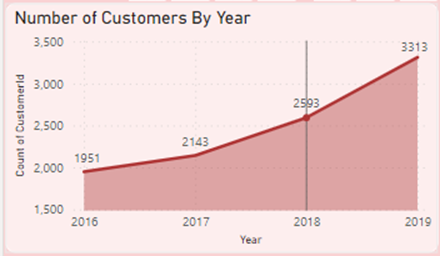 Number of Customers By Year
3,500
3,000
2,500
2,000
1,500
Count of CustomerId
1951
2143
2593
3313
2016 2017 2018 2019
Year